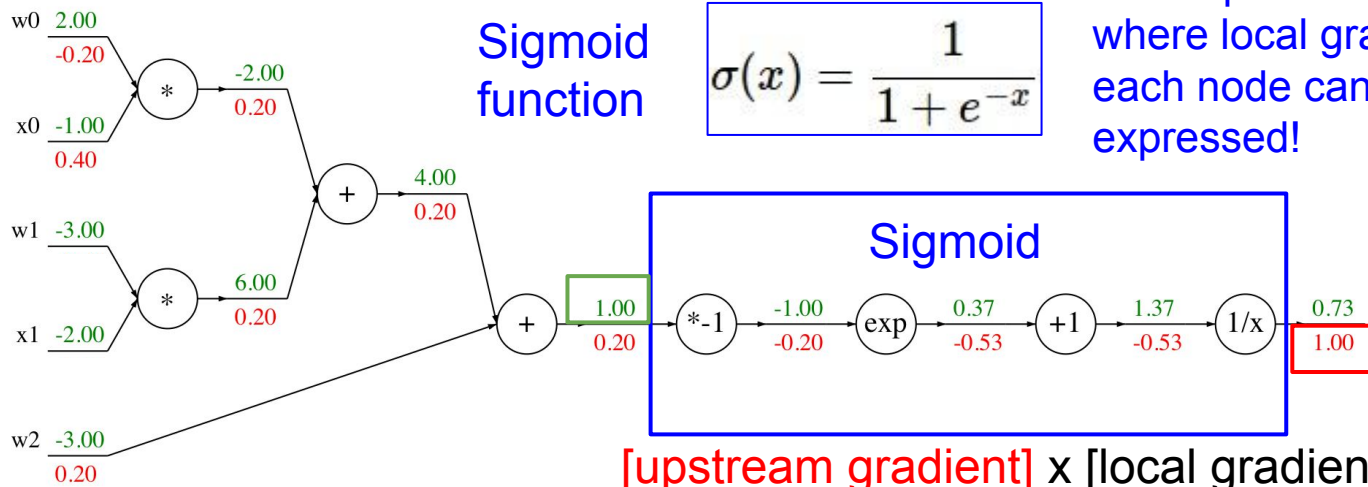 where local gra
each node can
expressed!
Sigmoid
function
σ(x) = 1 / (1 + e^{-x})
w0 2.00
-0.20
*
-2.00
0.20
x0 -1.00
0.40
+
4.00
0.20
w1 -3.00
*
6.00
0.20
x1 -2.00
w2 -3.00
0.20
+
1.00
0.20
Sigmoid
*-1
-1.00
-0.20
exp
0.37
-0.53
+1
1.37
-0.53
1/x
0.73
1.00
[upstream gradient] x [local gradien